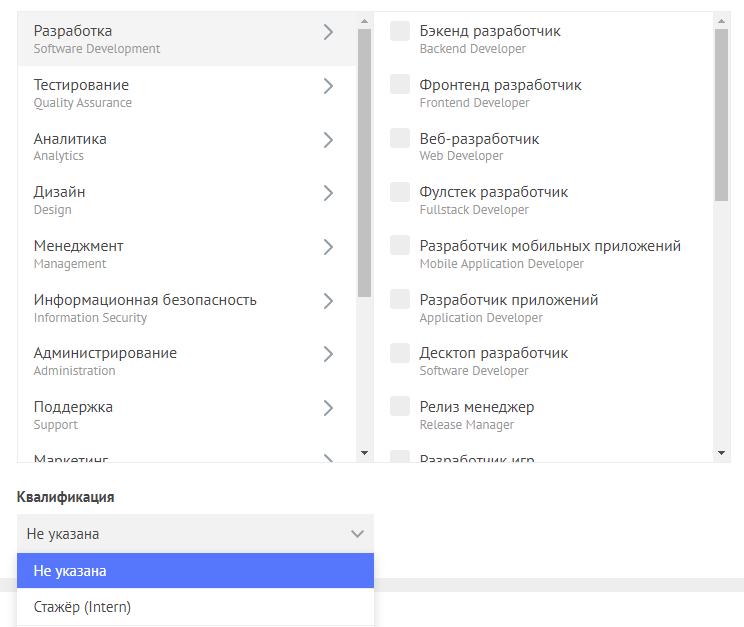 Разработка
Software Development
Тестирование
Quality Assurance
Аналитика
Analytics
Дизайн
Design
Менеджмент
Management
Информационная безопасность
Information Security
Администрирование
Administration
Поддержка
Support
Маркетинг
Бэкенд разработчик
Backend Developer
Фронтенд разработчик
Frontend Developer
Веб-разработчик
Web Developer
Фулстек разработчик
Fullstack Developer
Разработчик мобильных приложений
Mobile Application Developer
Разработчик приложений
Application Developer
Десктоп разработчик
Software Developer
Релиз менеджер
Release Manager
Разработчик игр
Квалификация
Не указана
Не указана
Стажёр (Intern)